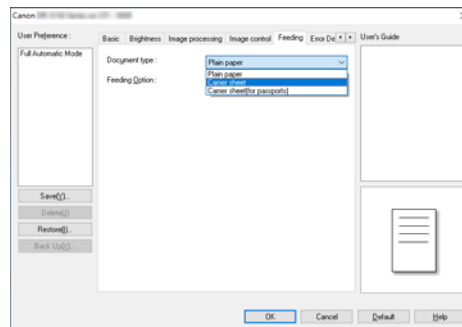 Canon
User Preference :
Full Automatic Mode
Save(Y)...
Delete(J)
Restore(I)...
Back Up(X)...
Basic Brightness Image processing Image control Feeding Error De
Document type :
Plain paper
Plain paper
Carrier sheet
Carrier sheet(for passports)
Feeding Option :
User's Guide
OK Cancel Default Help